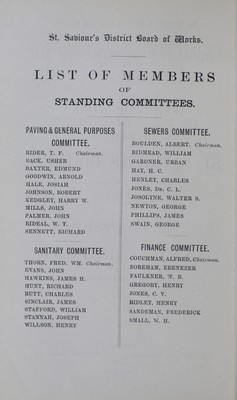 St. Saviour's District Board of Works.
LIST OF MEMBERS
OF
STANDING COMMITTEES.
PAVING & GENERAL PURPOSES
COMMITTEE.
RIDER, T. F. Chairman.
BACK, USHER
BAXTER, EDMUND
GOODWIN, ARNOLD
HALE, JOSIAH
JOHNSON, ROBERT
KEDGLEY, HARRY W.
MILLS, JOHN
PALMER, JOHN
RIDEAL, W. T.
SENNETT, RICHARD
SANITARY COMMITTEE.
THORN, FRED. WM. Chairman.
EVANS, JOHN
HAWKINS, JAMES H.
HUNT, RICHARD
RUTT, CHARLES
SINCLAIR, JAMES
STAFFORD, WILLIAM
STANNAH, JOSEPH
WILLSON, HENRY
SEWERS COMMITTEE.
BOULDEN, ALBERT. Chairman.
BIDMEAD, WILLIAM
GARDNER, URBAN
HAY, H. C.
HENLEY, CHARLES
JONES, Dr. C. L.
JOSOLYNE, WALTER S.
NEWTON, GEORGE
PHILLIPS, JAMES
SWAIN, GEORGE
FINANCE COMMITTEE.
COUCHMAN, ALFRED, Chairman.
BOREHAM, EBENEZER
FAULKNER, W. B.
GREGORY, HENRY
JONES, C. V.
RIDLEY, HENRY
SANDEMAN, FREDERICK
SMALL, W. H.